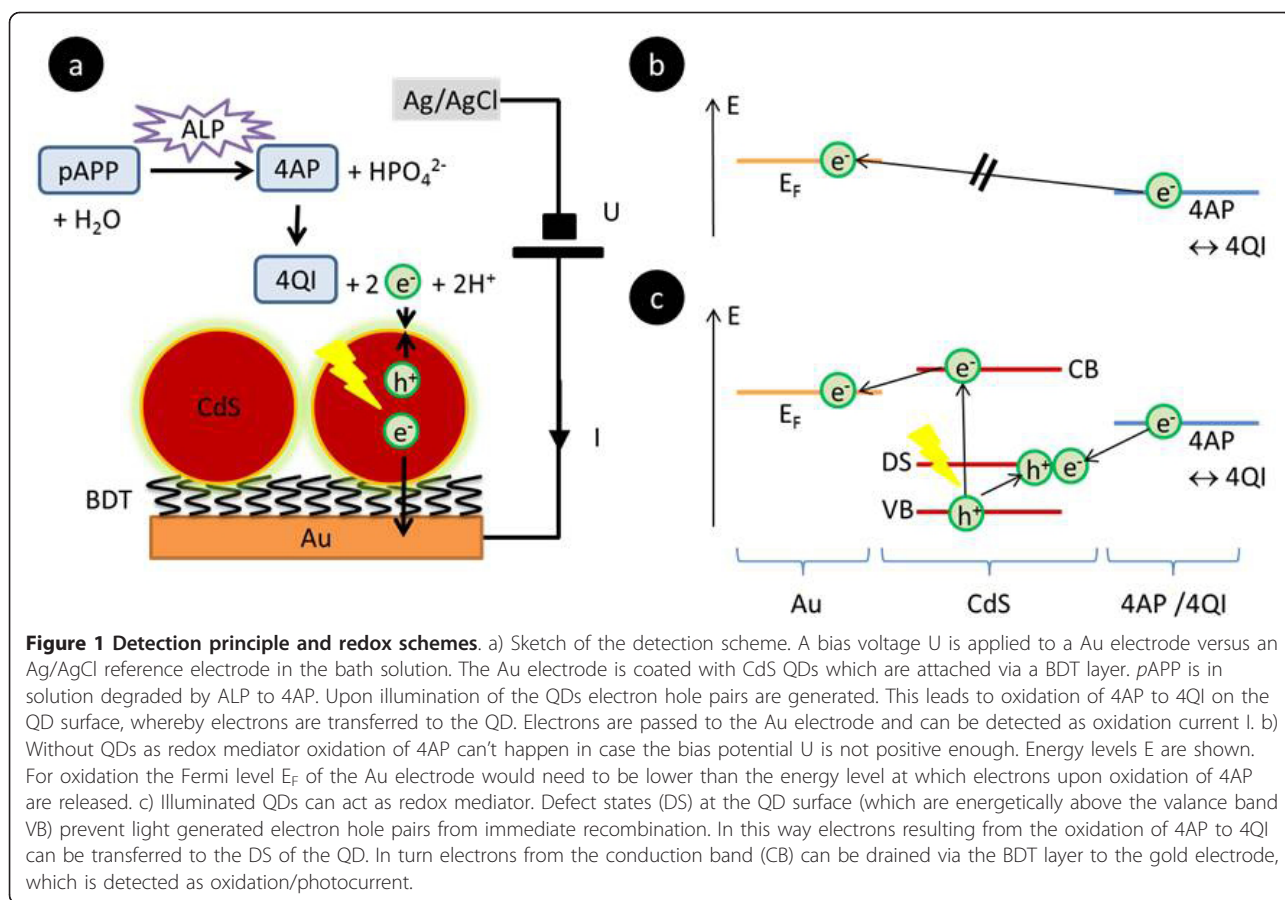 a
Ag/AgCl
ALP
pAPP
4AP
+ HPO₄²⁻
+ H₂O
U
4QI
+ 2 e⁻ + 2H⁺
h⁺
CdS
e⁻
I
BDT
Au
b
E
e⁻
E_F
e⁻
4AP
↔ 4QI
c
E
e⁻
CB
e⁻
E_F
e⁻
4AP
DS
h⁺ e⁻
↔ 4QI
VB
h⁺
Au
CdS
4AP /4QI
Figure 1 Detection principle and redox schemes. a) Sketch of the detection scheme. A bias voltage U is applied to a Au electrode versus an
Ag/AgCl reference electrode in the bath solution. The Au electrode is coated with CdS QDs which are attached via a BDT layer. pAPP is in
solution degraded by ALP to 4AP. Upon illumination of the QDs electron hole pairs are generated. This leads to oxidation of 4AP to 4QI on the
QD surface, whereby electrons are transferred to the QD. Electrons are passed to the Au electrode and can be detected as oxidation current I. b)
Without QDs as redox mediator oxidation of 4AP can't happen in case the bias potential U is not positive enough. Energy levels E are shown.
For oxidation the Fermi level E_F of the Au electrode would need to be lower than the energy level at which electrons upon oxidation of 4AP
are released. c) Illuminated QDs can act as redox mediator. Defect states (DS) at the QD surface (which are energetically above the valance band
VB) prevent light generated electron hole pairs from immediate recombination. In this way electrons resulting from the oxidation of 4AP to 4QI
can be transferred to the DS of the QD. In turn electrons from the conduction band (CB) can be drained via the BDT layer to the gold electrode,
which is detected as oxidation/photocurrent.